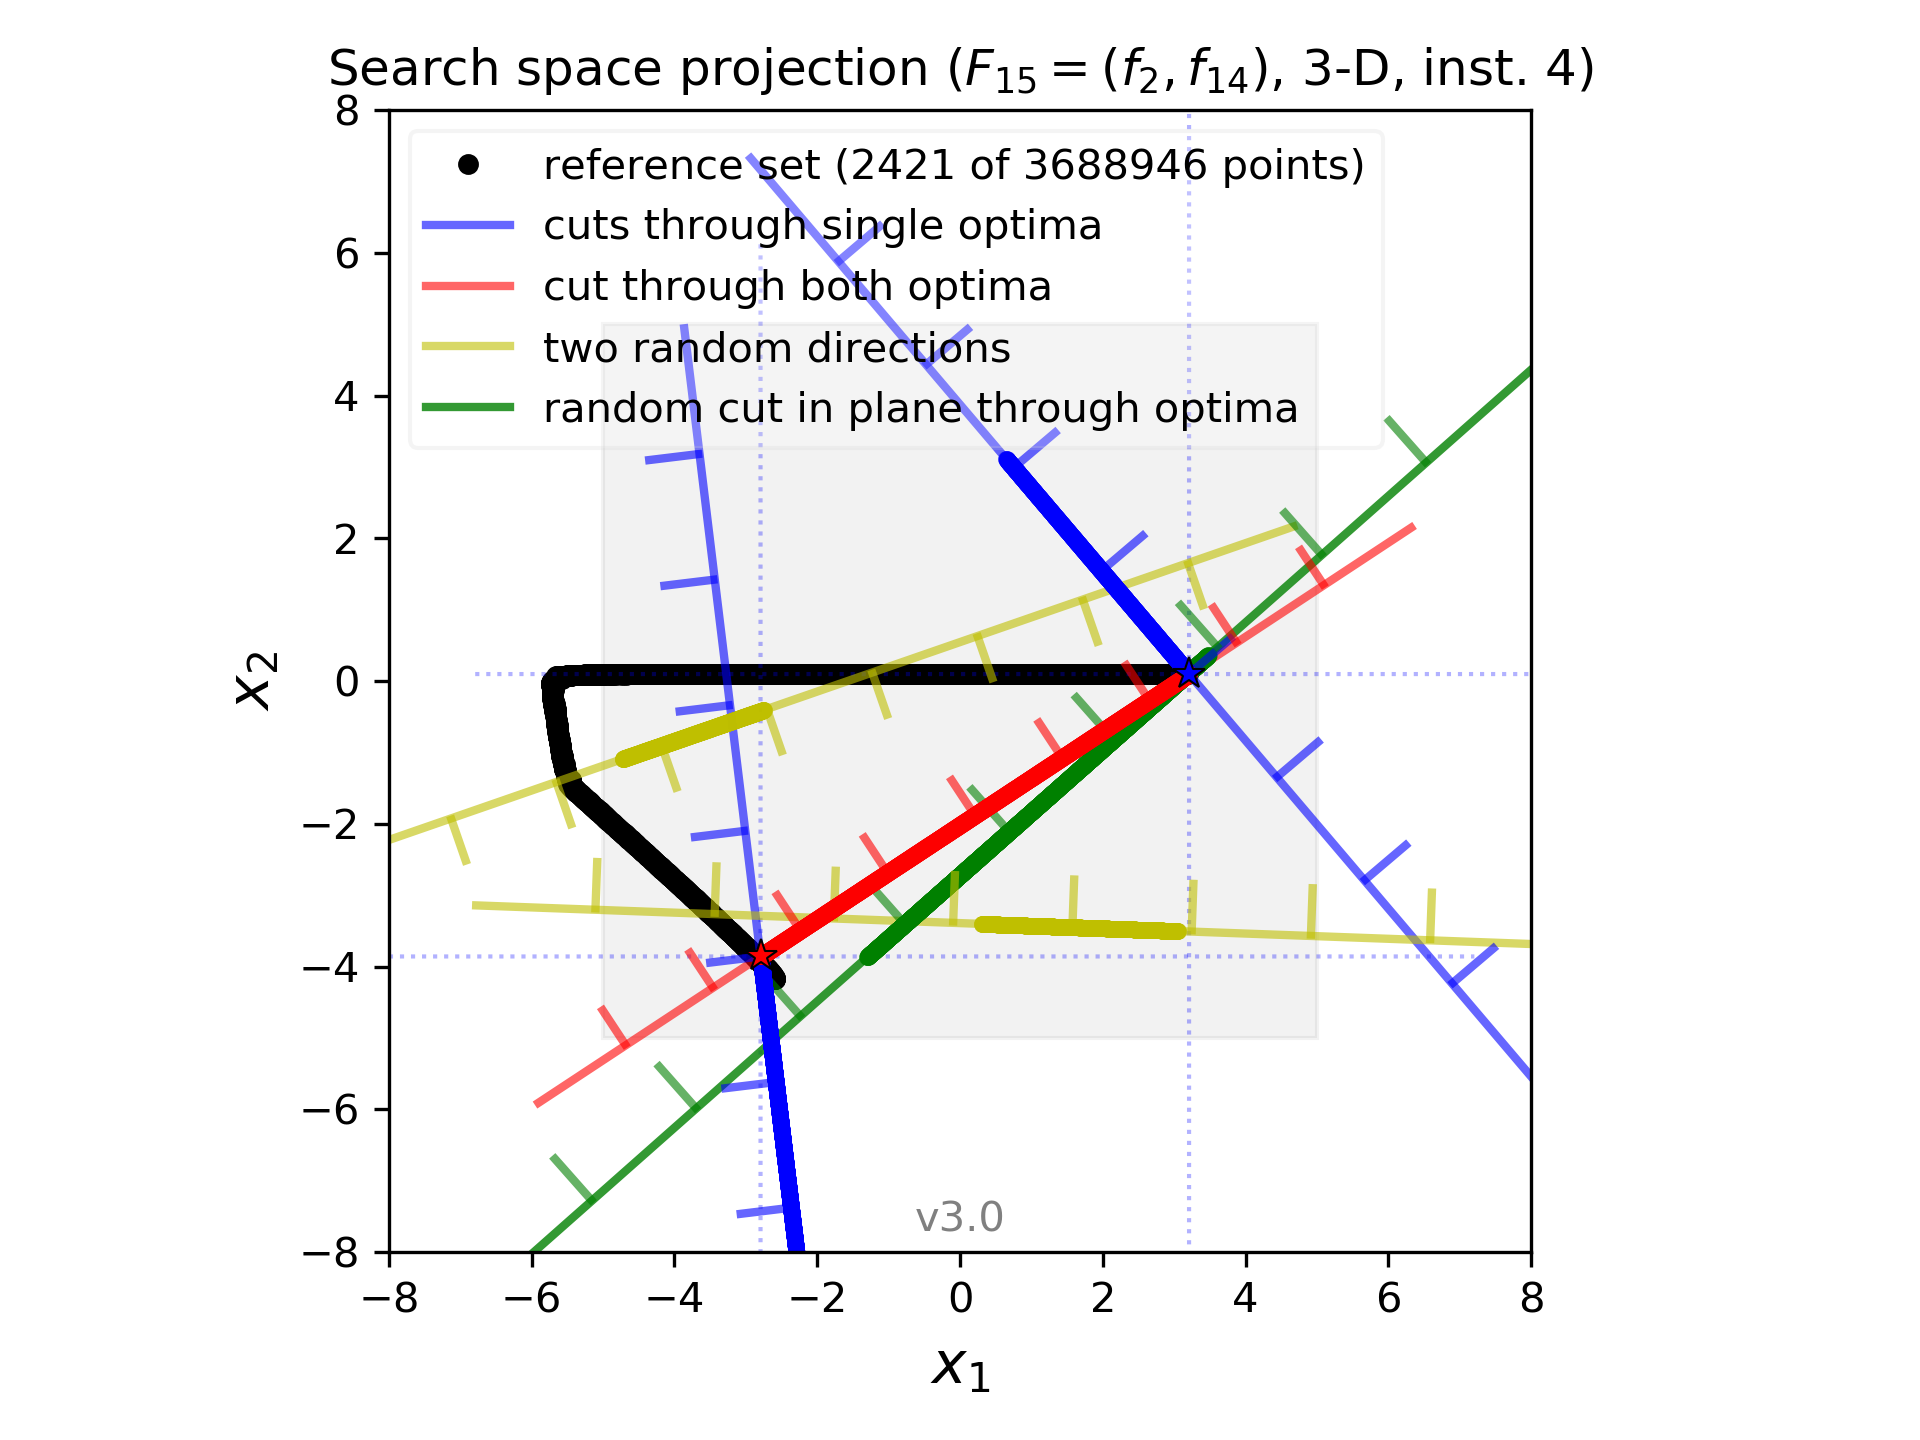 Search space projection (F15 = (f2, f14), 3-D, inst. 4)
reference set (2421 of 3688946 points)
cuts through single optima
cut through both optima
two random directions
random cut in plane through optima
8
6
4
2
0
−2
−4
−6
−8
x2
v3.0
−8 −6 −4 −2 0 2 4 6 8
x1